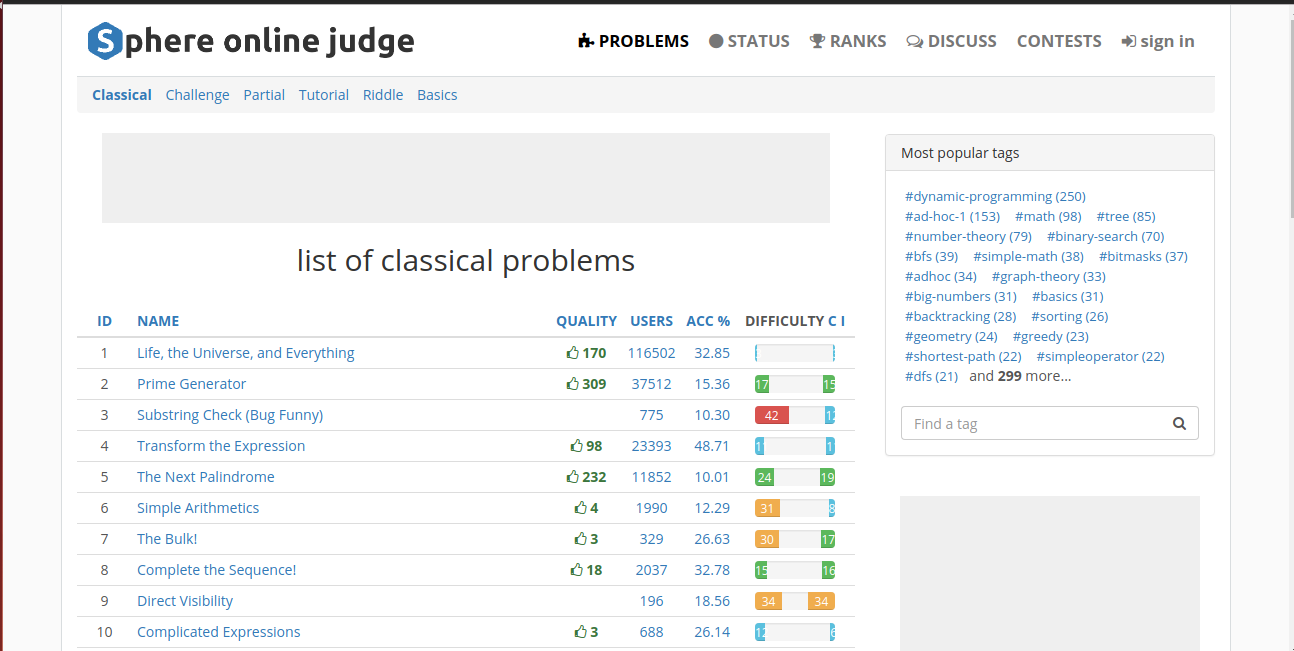 Sphere online judge
PROBLEMS STATUS RANKS DISCUSS CONTESTS sign in
Classical Challenge Partial Tutorial Riddle Basics
Most popular tags
#dynamic-programming (250)
#ad-hoc-1 (153) #math (98) #tree (85)
#number-theory (79) #binary-search (70)
#bfs (39) #simple-math (38) #bitmasks (37)
#adhoc (34) #graph-theory (33)
#big-numbers (31) #basics (31)
#backtracking (28) #sorting (26)
#geometry (24) #greedy (23)
#shortest-path (22) #simpleoperator (22)
#dfs (21) and 299 more...
Find a tag
list of classical problems
ID NAME QUALITY USERS ACC % DIFFICULTY C I
1 Life, the Universe, and Everything 170 116502 32.85
2 Prime Generator 309 37512 15.36 17 15
3 Substring Check (Bug Funny) 775 10.30 42 12
4 Transform the Expression 98 23393 48.71
5 The Next Palindrome 232 11852 10.01 24 19
6 Simple Arithmetics 4 1990 12.29 31 8
7 The Bulk! 3 329 26.63 30 17
8 Complete the Sequence! 18 2037 32.78 15 16
9 Direct Visibility 196 18.56 34 34
10 Complicated Expressions 3 688 26.14 12 6